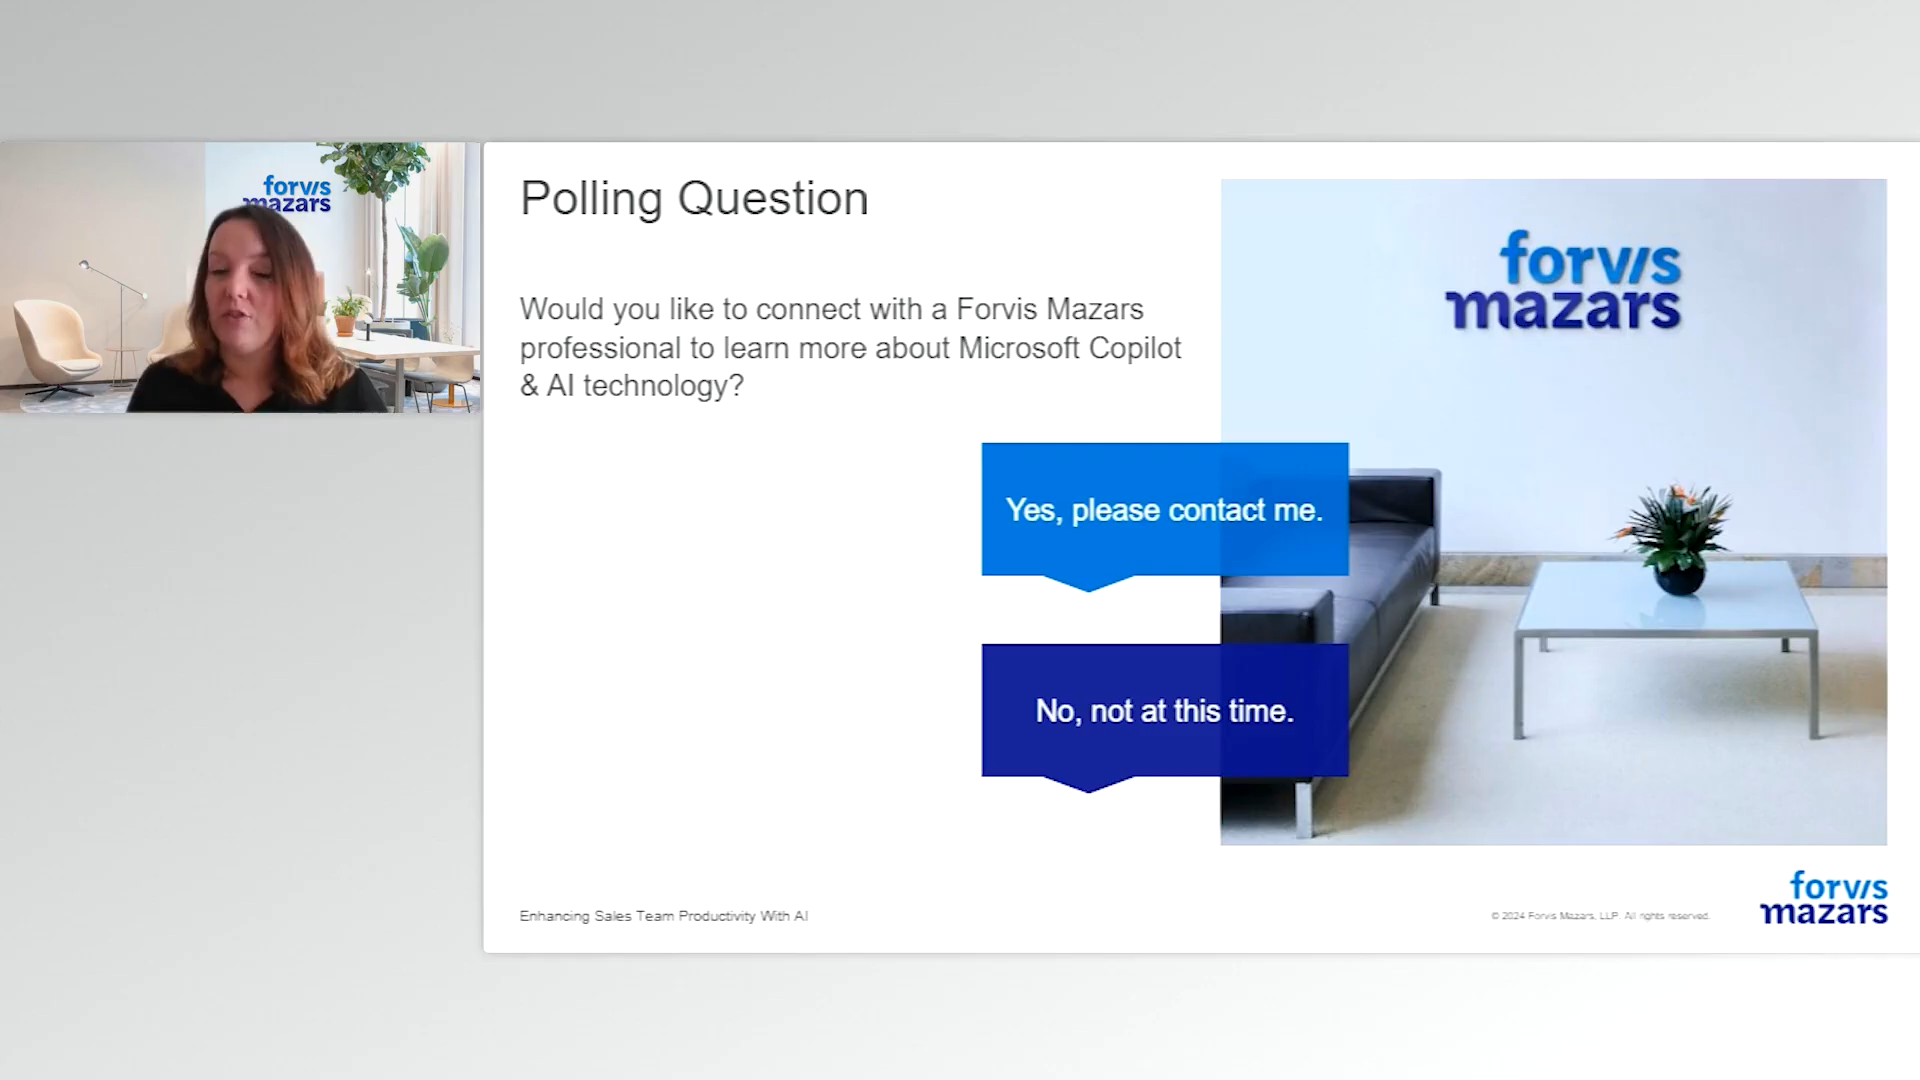 forvis
mazars
Polling Question
Would you like to connect with a Forvis Mazars
professional to learn more about Microsoft Copilot
& AI technology?
forvis
mazars
Yes, please contact me.
No, not at this time.
Enhancing Sales Team Productivity With AI
© 2024 Forvis Mazars, LLP. All rights reserved.
forvis
mazars